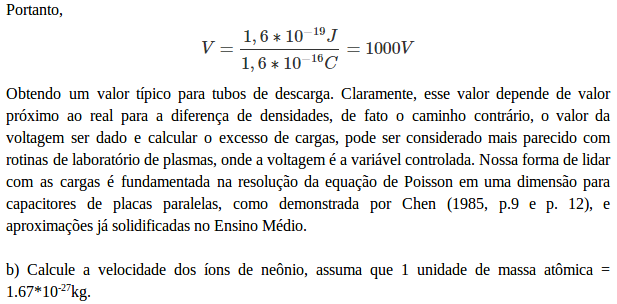 Portanto,
V = 1,6 ∗ 10⁻¹⁹J / 1,6 ∗ 10⁻¹⁶C = 1000V
Obtendo um valor típico para tubos de descarga. Claramente, esse valor depende de valor
próximo ao real para a diferença de densidades, de fato o caminho contrário, o valor da
voltagem ser dado e calcular o excesso de cargas, pode ser considerado mais parecido com
rotinas de laboratório de plasmas, onde a voltagem é a variável controlada. Nossa forma de lidar
com as cargas é fundamentada na resolução da equação de Poisson em uma dimensão para
capacitores de placas paralelas, como demonstrada por Chen (1985, p.9 e p. 12), e
aproximações já solidificadas no Ensino Médio.
b) Calcule a velocidade dos íons de neônio, assuma que 1 unidade de massa atômica =
1.67*10⁻²⁷kg.